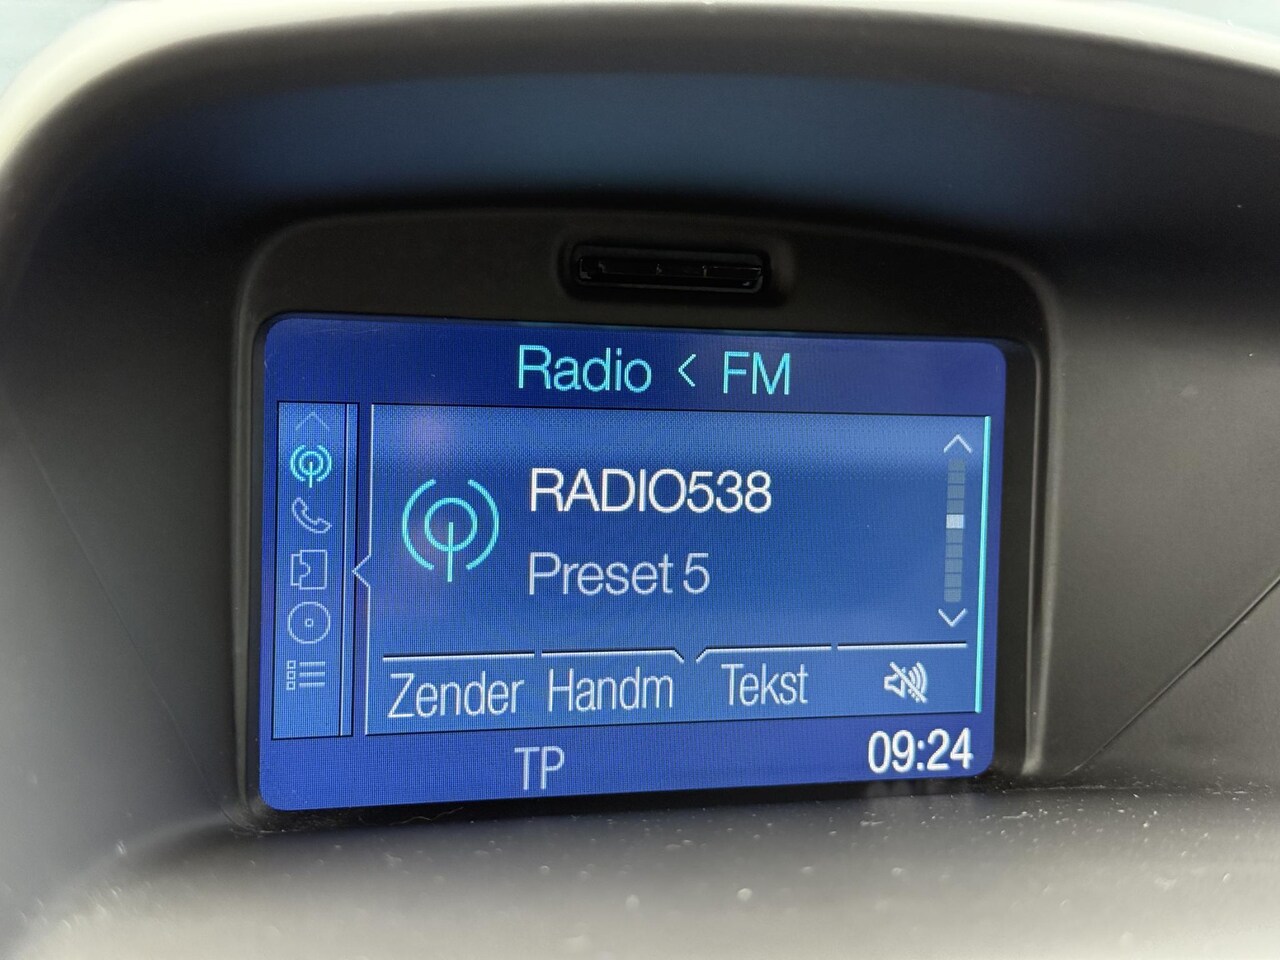 Radio < FM
RADIO538
Preset 5
Zender Handm Tekst
TP 09:24